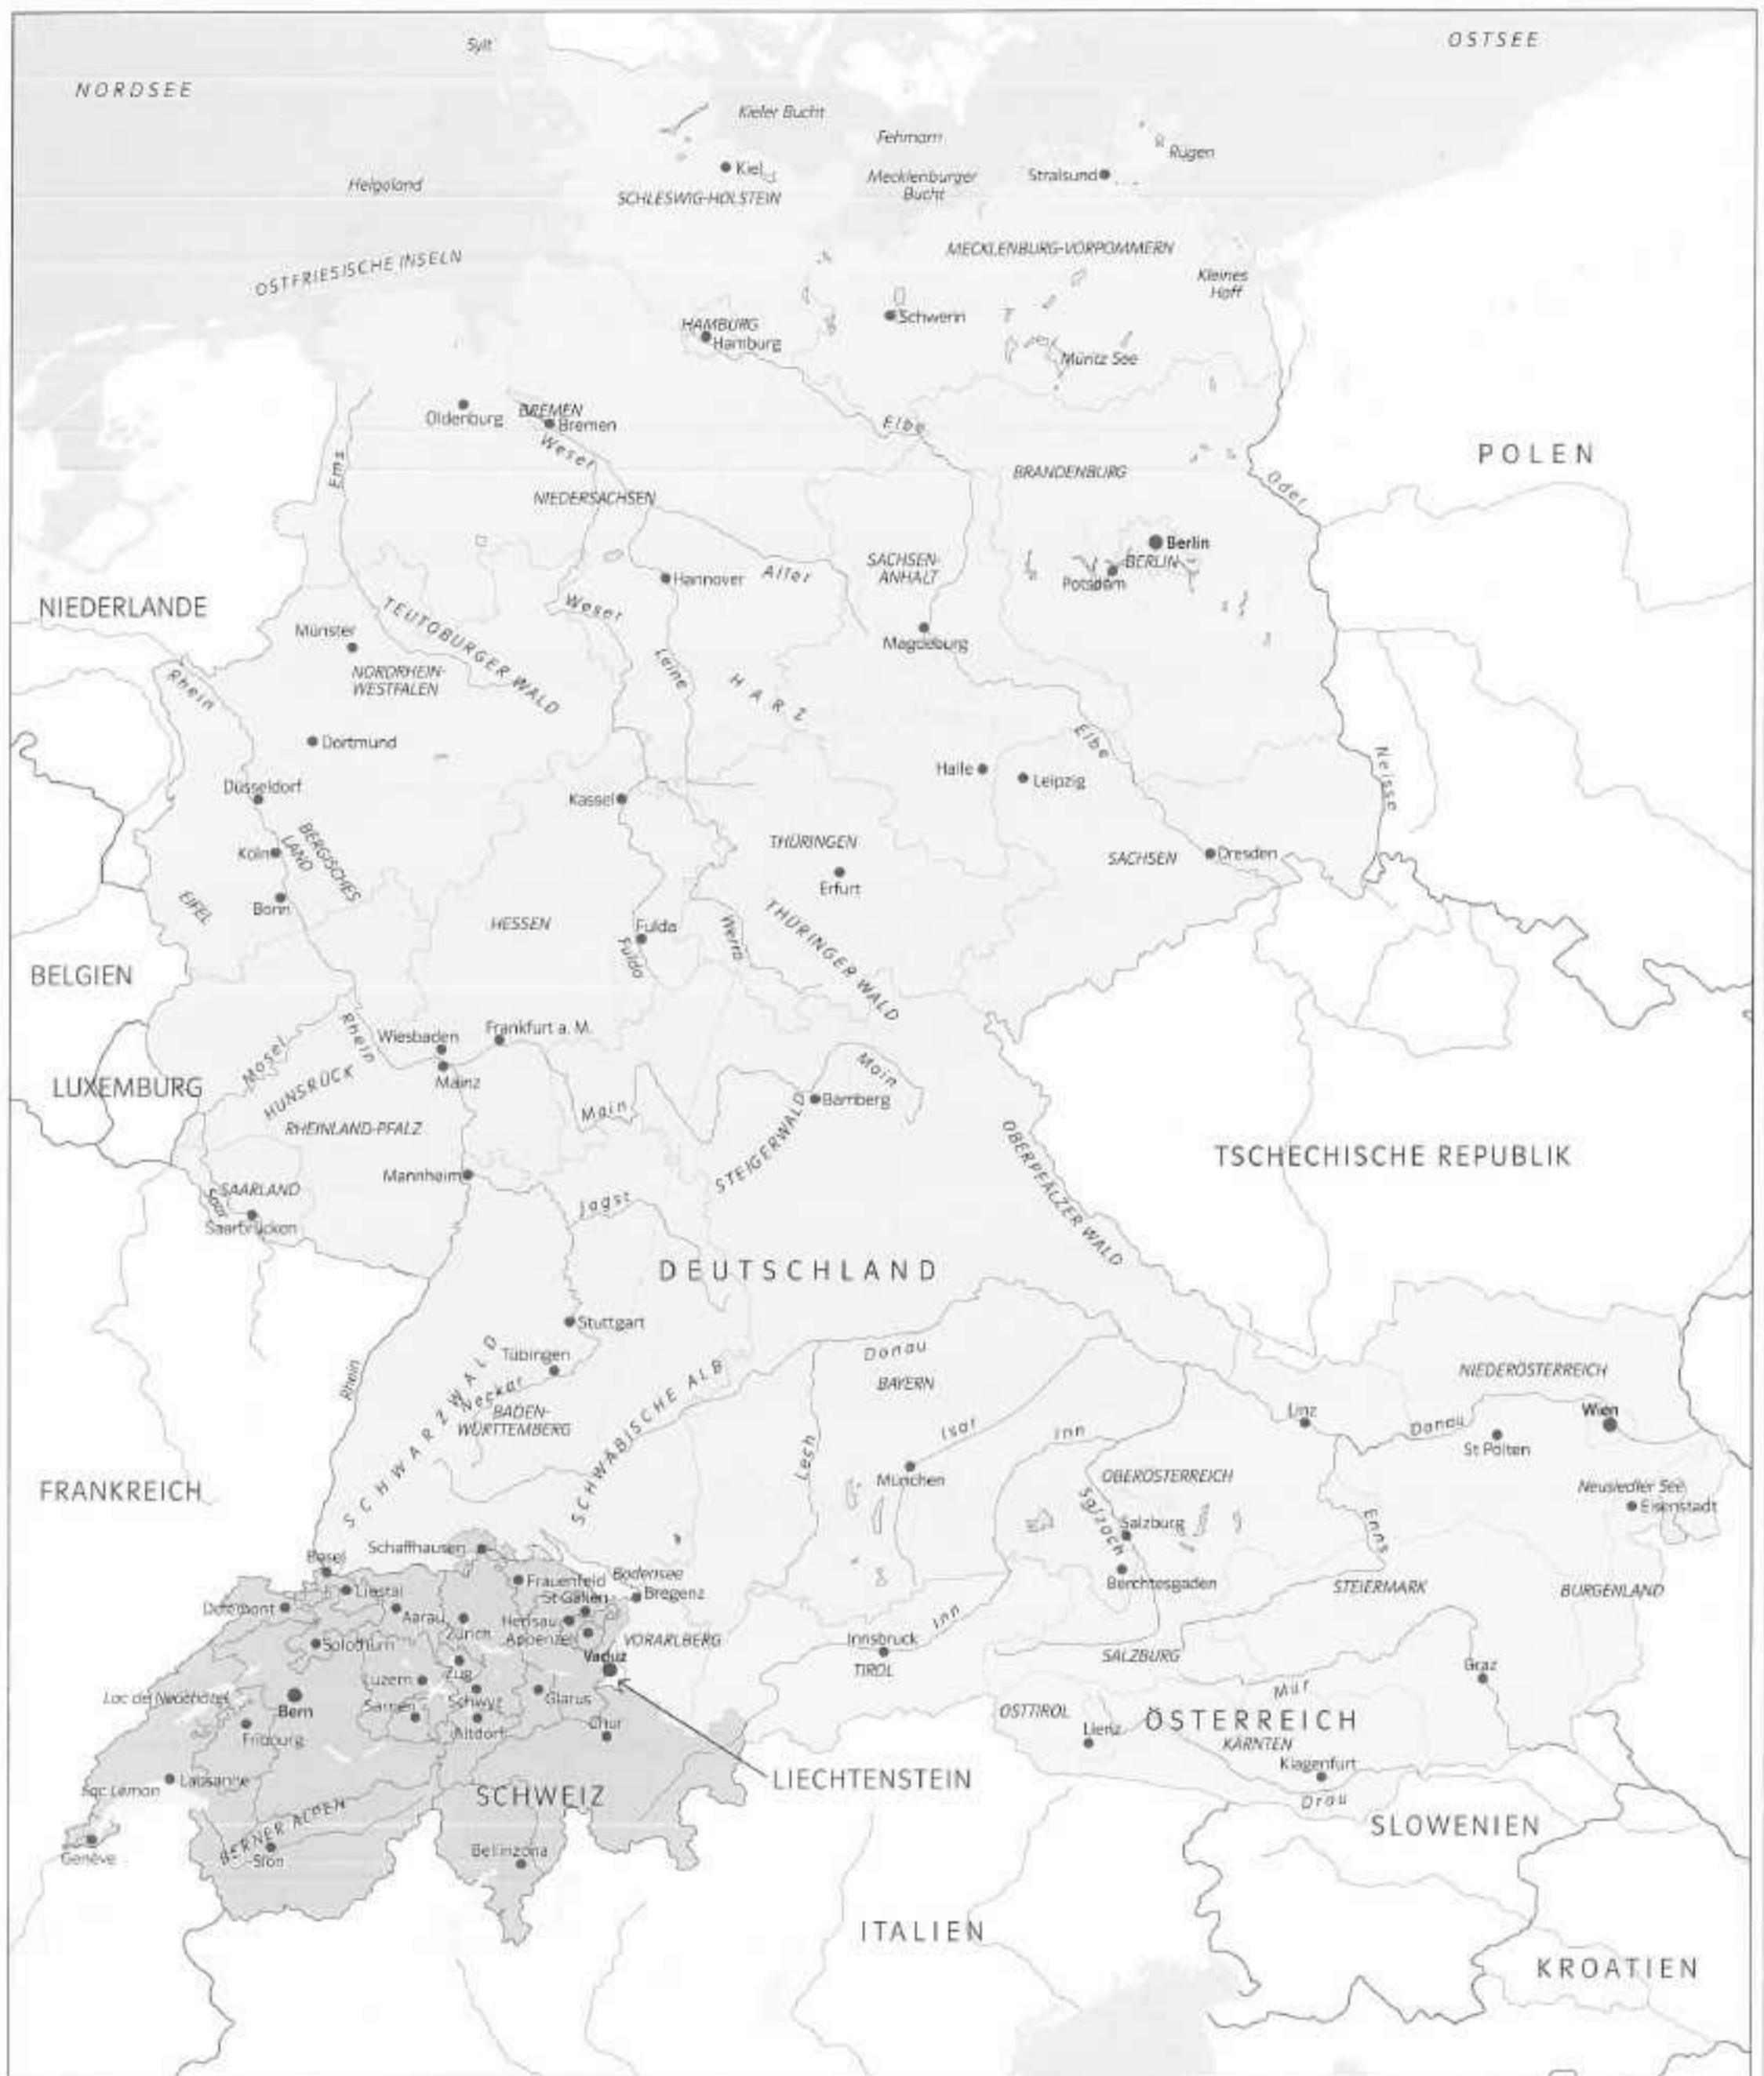 Sylt
OSTSEE
NORDSEE
Kieler Bucht
Fehmarn
Rügen
Kiel
Stralsund
Mecklenburger
Bucht
Helgoland
SCHLESWIG-HOLSTEIN
MECKLENBURG-VORPOMMERN
OSTFRIESISCHE INSELN
Kleines
Haff
HAMBURG
Hamburg
Schwerin
Müritz See
Oldenburg
BREMEN
Bremen
Weser
Elbe
POLEN
Ems
NIEDERSACHSEN
BRANDENBURG
Oder
Berlin
BERLIN
Potsdam
SACHSEN-
ANHALT
Hannover
Aller
NIEDERLANDE
Weser
Münster
TEUTOBURGER WALD
Magdeburg
NORDRHEIN-
WESTFALEN
Leine
HARZ
Rhein
Dortmund
Elbe
Neisse
Halle
Leipzig
Düsseldorf
Kassel
Köln
BERGISCHES
LAND
THÜRINGEN
SACHSEN
Dresden
Erfurt
EIFEL
Bonn
HESSEN
Fulda
Fulda
Werra
THÜRINGER WALD
BELGIEN
Rhein
Wiesbaden
Frankfurt a. M.
Mosel
LUXEMBURG
HUNSRÜCK
Mainz
Main
Main
Bamberg
RHEINLAND-PFALZ
STEIGERWALD
OBERPFÄLZER WALD
TSCHECHISCHE REPUBLIK
Mannheim
SAARLAND
Saar
Saarbrücken
Jagst
DEUTSCHLAND
Stuttgart
Tübingen
Rhein
SCHWARZWALD
Neckar
BADEN-
WÜRTTEMBERG
SCHWÄBISCHE ALB
Donau
BAYERN
NIEDERÖSTERREICH
Linz
Donau
Wien
St Pölten
Isar
Inn
Lech
München
OBERÖSTERREICH
FRANKREICH
Neusiedler See
Eisenstadt
Salzach
Salzburg
Enns
Schaffhausen
Basel
Liestal
Frauenfeld
Bodensee
Bregenz
Berchtesgaden
STEIERMARK
BURGENLAND
Delémont
Aarau
St Gallen
Herisau
Appenzell
Zürich
Solothurn
VORARLBERG
Inn
Innsbruck
TIROL
SALZBURG
Vaduz
Zug
Luzern
Graz
Lac de Neuchâtel
Bern
Sarnen
Schwyz
Glarus
Mur
OSTTIROL
ÖSTERREICH
Lienz
Fribourg
Altdorf
Chur
KÄRNTEN
Klagenfurt
Lausanne
Lac Léman
SCHWEIZ
LIECHTENSTEIN
Drau
SLOWENIEN
BERNER ALPEN
Genève
Sion
Bellinzona
ITALIEN
KROATIEN